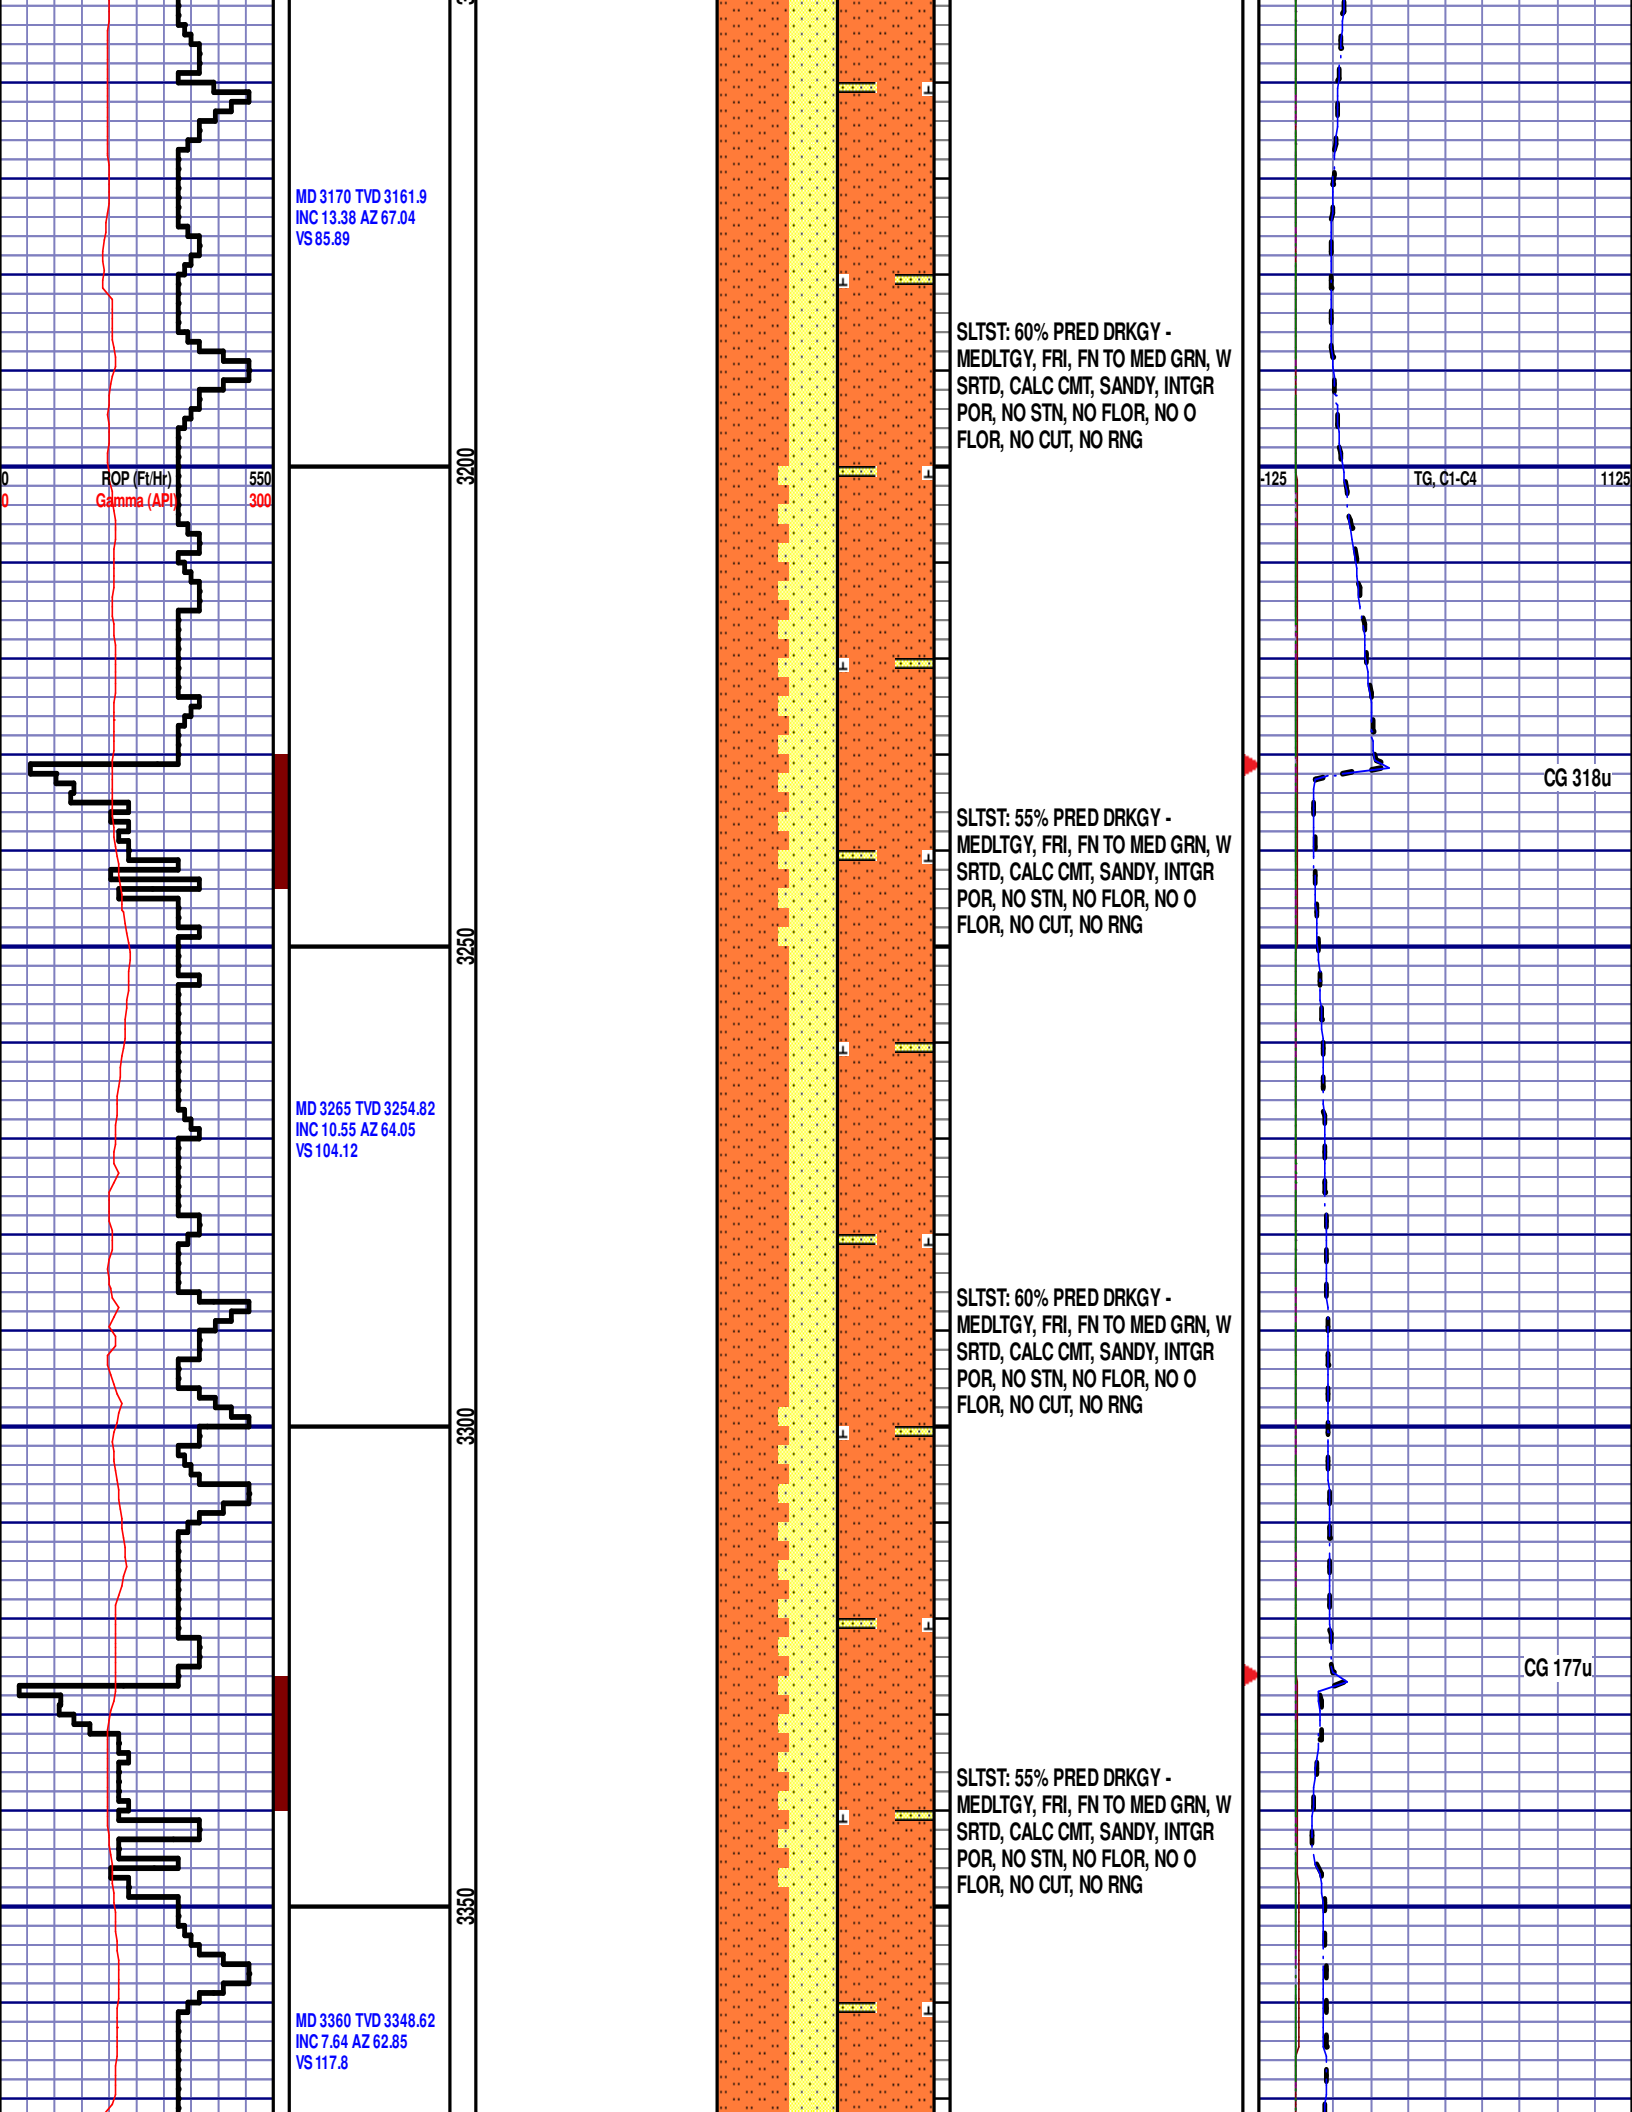 MD 3170 TVD 3161.9
INC 13.38 AZ 67.04
VS 85.89
SLTST: 60% PRED DRKGY -
MEDLTGY, FRI, FN TO MED GRN, W
SRTD, CALC CMT, SANDY, INTGR
POR, NO STN, NO FLOR, NO O
FLOR, NO CUT, NO RNG
3200
0 ROP (Ft/Hr) 550
0 Gamma (API) 300
-125 TG, C1-C4 1125
CG 318u
SLTST: 55% PRED DRKGY -
MEDLTGY, FRI, FN TO MED GRN, W
SRTD, CALC CMT, SANDY, INTGR
POR, NO STN, NO FLOR, NO O
FLOR, NO CUT, NO RNG
3250
MD 3265 TVD 3254.82
INC 10.55 AZ 64.05
VS 104.12
SLTST: 60% PRED DRKGY -
MEDLTGY, FRI, FN TO MED GRN, W
SRTD, CALC CMT, SANDY, INTGR
POR, NO STN, NO FLOR, NO O
FLOR, NO CUT, NO RNG
3300
CG 177u
SLTST: 55% PRED DRKGY -
MEDLTGY, FRI, FN TO MED GRN, W
SRTD, CALC CMT, SANDY, INTGR
POR, NO STN, NO FLOR, NO O
FLOR, NO CUT, NO RNG
3350
MD 3360 TVD 3348.62
INC 7.64 AZ 62.85
VS 117.8